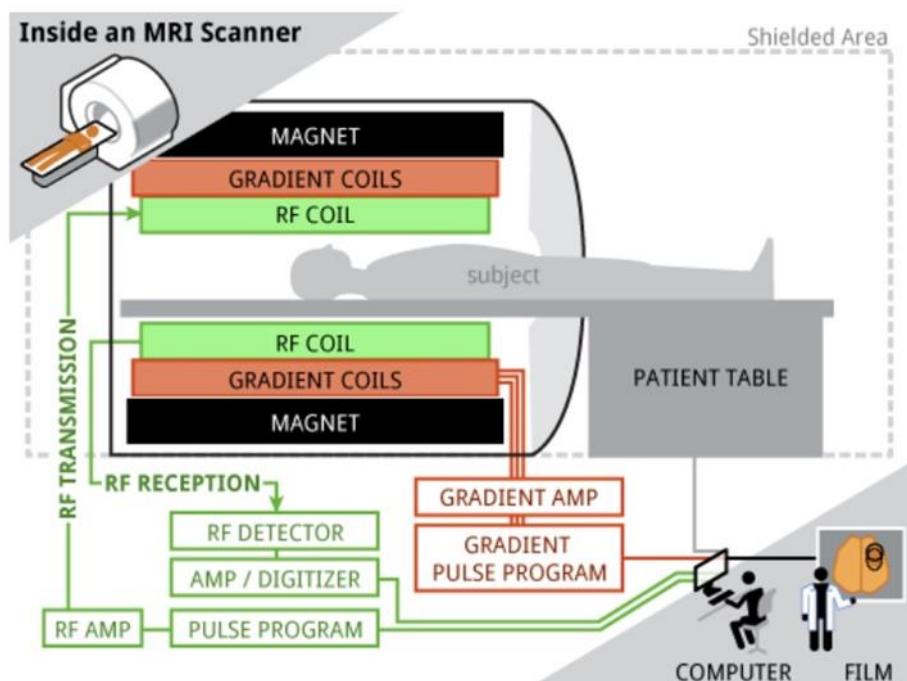 Inside an MRI Scanner
Shielded Area
MAGNET
GRADIENT COILS
RF COIL
subject
RF COIL
GRADIENT COILS
MAGNET
PATIENT TABLE
RF TRANSMISSION
RF RECEPTION
GRADIENT AMP
RF DETECTOR
GRADIENT
PULSE PROGRAM
AMP / DIGITIZER
RF AMP
PULSE PROGRAM
COMPUTER
FILM